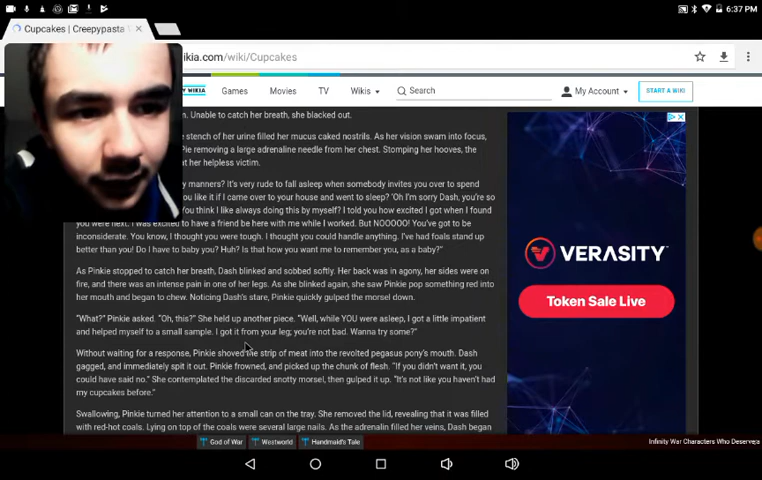 6:37 PM
Cupcakes | Creepypasta
ikia.com/wiki/Cupcakes
Y WIKIA Games Movies TV Wikis Search My Account START A WIKI
n. Unable to catch her breath, she blacked out.
e stench of her urine filled her mucus caked nostrils. As her vision swam into focus,
Pie removing a large adrenaline needle from her chest. Stomping her hooves, the
at her helpless victim.
y manners? It's very rude to fall asleep when somebody invites you over to spend
you like it if I came over to your house and went to sleep? 'Oh I'm sorry Dash, you're so
You think I like always doing this by myself? I told you how excited I got when I found
you were next. I was excited to have a friend be here with me while I worked. But NOOOO! You've got to be
inconsiderate. You know, I thought you were tough. I thought you could handle anything. I've had foals stand up
better than you! Do I have to baby you? Huh? Is that how you want me to remember you, as a baby?"
As Pinkie stopped to catch her breath, Dash blinked and sobbed softly. Her back was in agony, her sides were on
fire, and there was an intense pain in one of her legs. As she blinked again, she saw Pinkie pop something red into
her mouth and began to chew. Noticing Dash's stare, Pinkie quickly gulped the morsel down.
"What?" Pinkie asked. "Oh, this?" She held up another piece. "Well, while YOU were asleep, I got a little impatient
and helped myself to a small sample. I got it from your leg; you're not bad. Wanna try some?"
Without waiting for a response, Pinkie shoved the strip of meat into the revolted pegasus pony's mouth. Dash
gagged, and immediately spit it out. Pinkie frowned, and picked up the chunk of flesh. "If you didn't want it, you
could have said no." She contemplated the discarded snotty morsel, then gulped it up. "It's not like you haven't had
my cupcakes before."
Swallowing, Pinkie turned her attention to a small can on the tray. She removed the lid, revealing that it was filled
with red-hot coals. Lying on top of the coals were several large nails. As the adrenalin filled her veins, Dash began
VERASITY
Token Sale Live
God of War Westworld Handmaid's Tale
Infinity War Characters Who Deserve